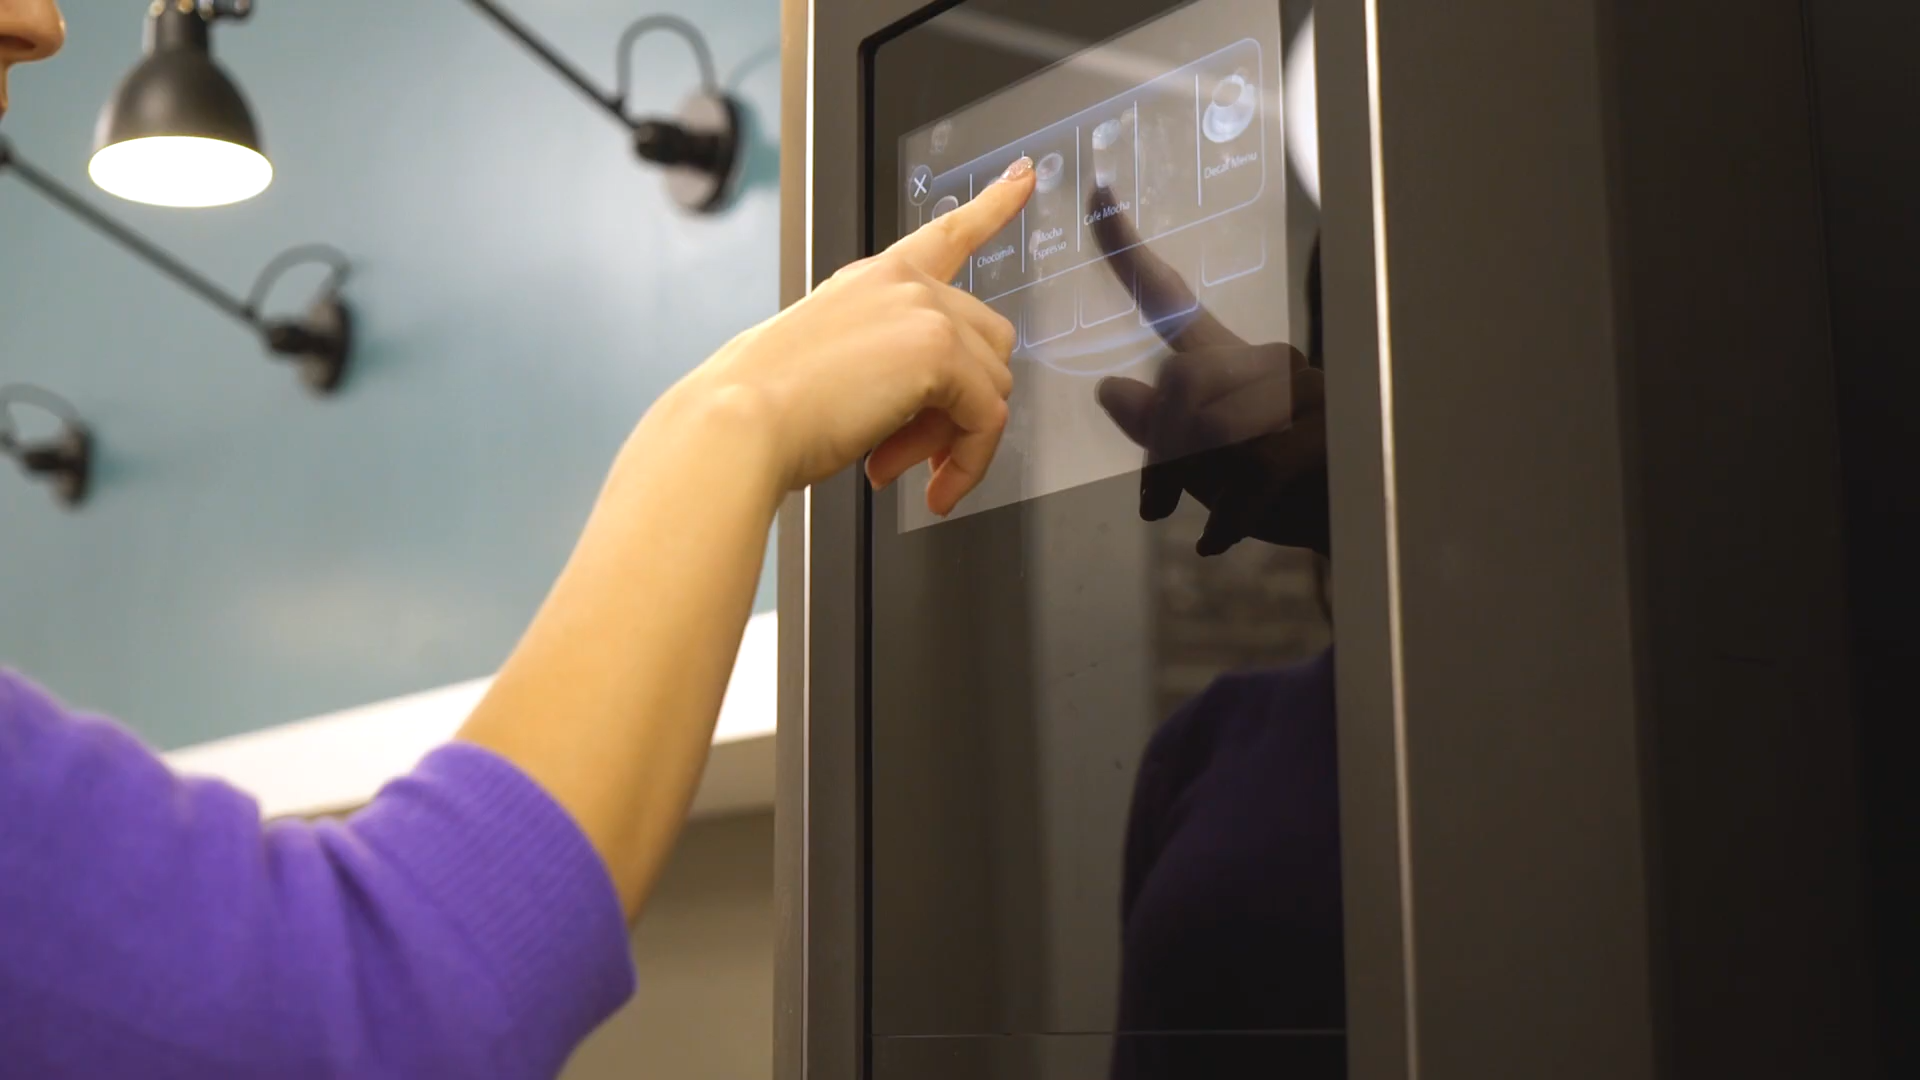 Chocomilk
Mocha
Espresso
Cafe Mocha
Decaf Menu